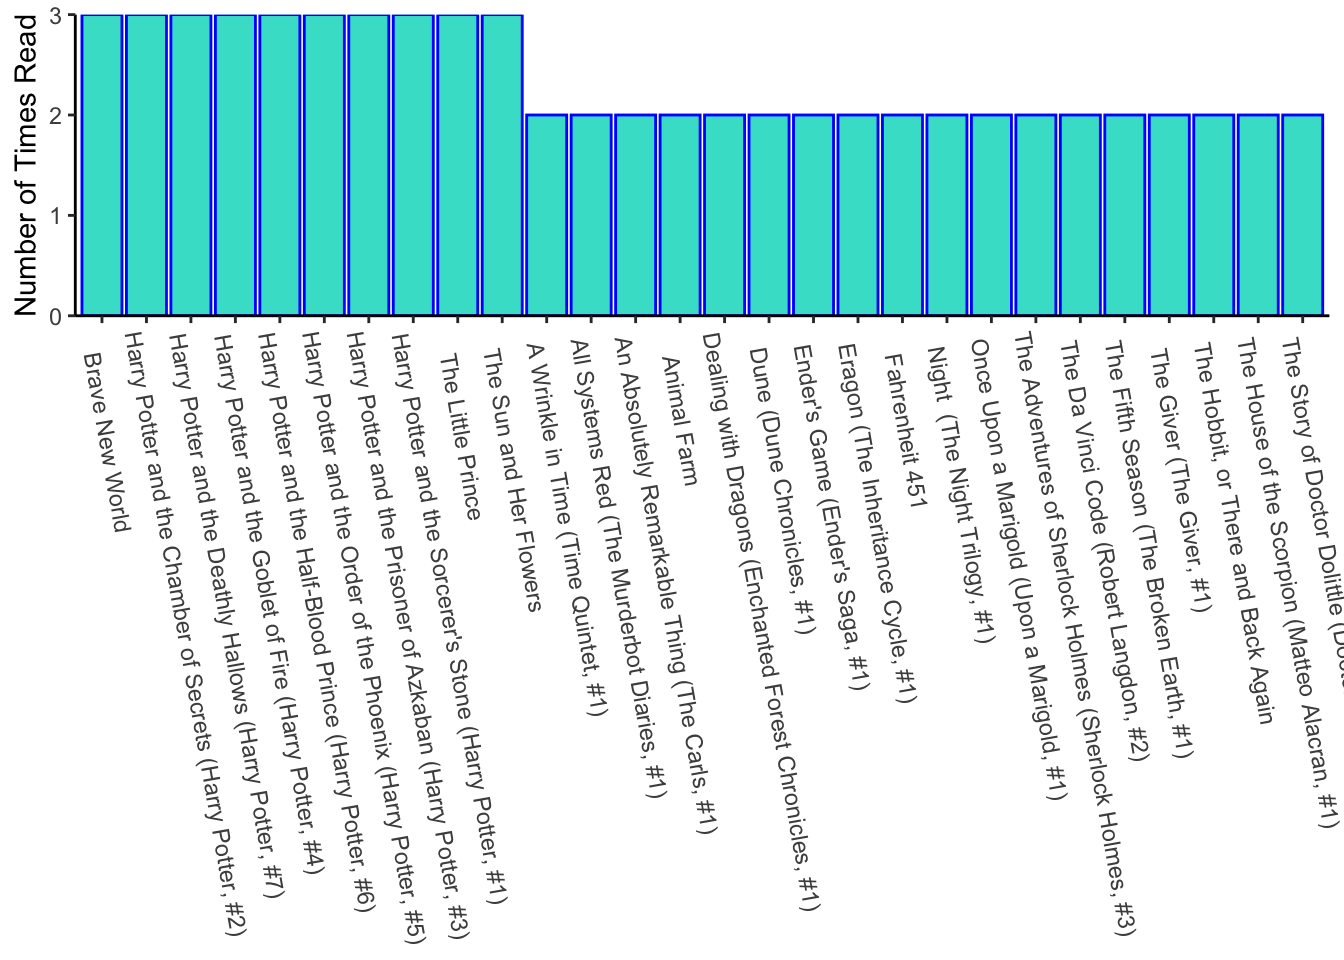 Number of Times Read
3
2
1
0
Brave New World
Harry Potter and the Chamber of Secrets (Harry Potter, #2)
Harry Potter and the Deathly Hallows (Harry Potter, #7)
Harry Potter and the Goblet of Fire (Harry Potter, #4)
Harry Potter and the Half-Blood Prince (Harry Potter, #6)
Harry Potter and the Order of the Phoenix (Harry Potter, #5)
Harry Potter and the Prisoner of Azkaban (Harry Potter, #3)
Harry Potter and the Sorcerer's Stone (Harry Potter, #1)
The Little Prince
The Sun and Her Flowers
A Wrinkle in Time (Time Quintet, #1)
All Systems Red (The Murderbot Diaries, #1)
An Absolutely Remarkable Thing (The Carls, #1)
Animal Farm
Dealing with Dragons (Enchanted Forest Chronicles, #1)
Dune (Dune Chronicles, #1)
Ender's Game (Ender's Saga, #1)
Eragon (The Inheritance Cycle, #1)
Fahrenheit 451
Night (The Night Trilogy, #1)
Once Upon a Marigold (Upon a Marigold, #1)
The Adventures of Sherlock Holmes (Sherlock Holmes, #3)
The Da Vinci Code (Robert Langdon, #2)
The Fifth Season (The Broken Earth, #1)
The Giver (The Giver, #1)
The Hobbit, or There and Back Again
The House of the Scorpion (Matteo Alacran, #1)
The Story of Doctor Dolittle